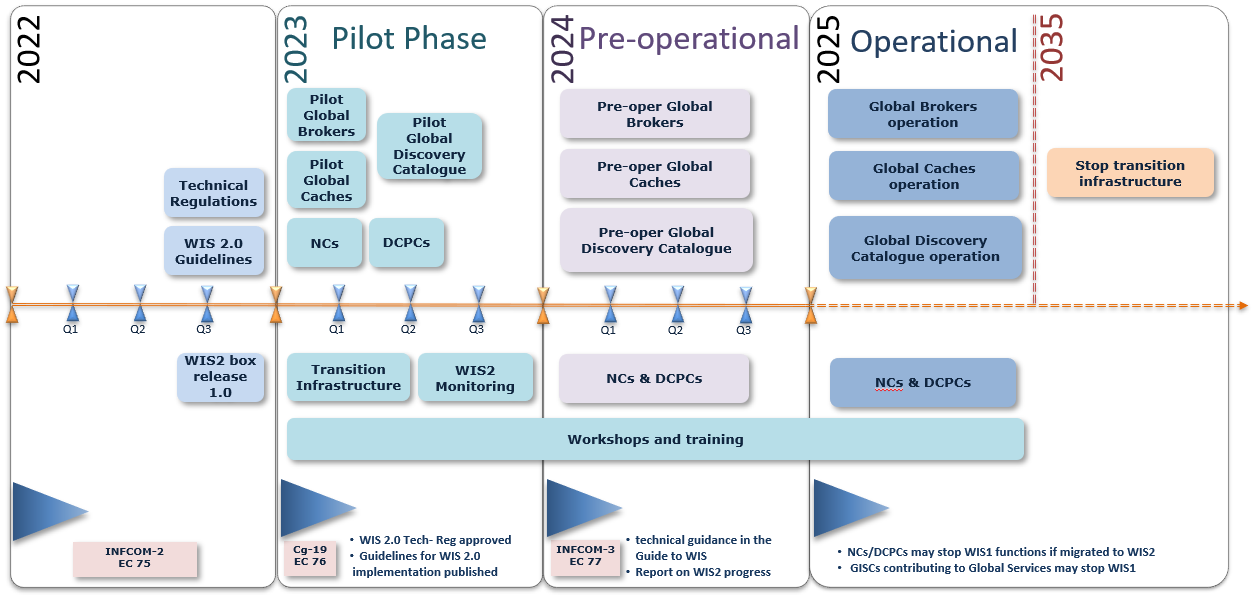 2022
2023
Pilot Phase
2024
Pre-operational
2025
Operational
2035
Technical
Regulations
WIS 2.0
Guidelines
Pilot
Global
Brokers
Pilot
Global
Discovery
Catalogue
Pilot
Global
Caches
NCs
DCPCs
Pre-oper Global
Brokers
Pre-oper Global
Caches
Pre-oper Global
Discovery Catalogue
Global Brokers
operation
Global Caches
operation
Global Discovery
Catalogue operation
Stop transition
infrastructure
Q1
Q2
Q3
Q1
Q2
Q3
Q1
Q2
Q3
WIS2 box
release
1.0
Transition
Infrastructure
WIS2
Monitoring
NCs & DCPCs
NCs & DCPCs
Workshops and training
INFCOM-2
EC 75
Cg-19
EC 76
• WIS 2.0 Tech- Reg approved
• Guidelines for WIS 2.0
implementation published
INFCOM-3
EC 77
• technical guidance in the
Guide to WIS
• Report on WIS2 progress
• NCs/DCPCs may stop WIS1 functions if migrated to WIS2
• GISCs contributing to Global Services may stop WIS1